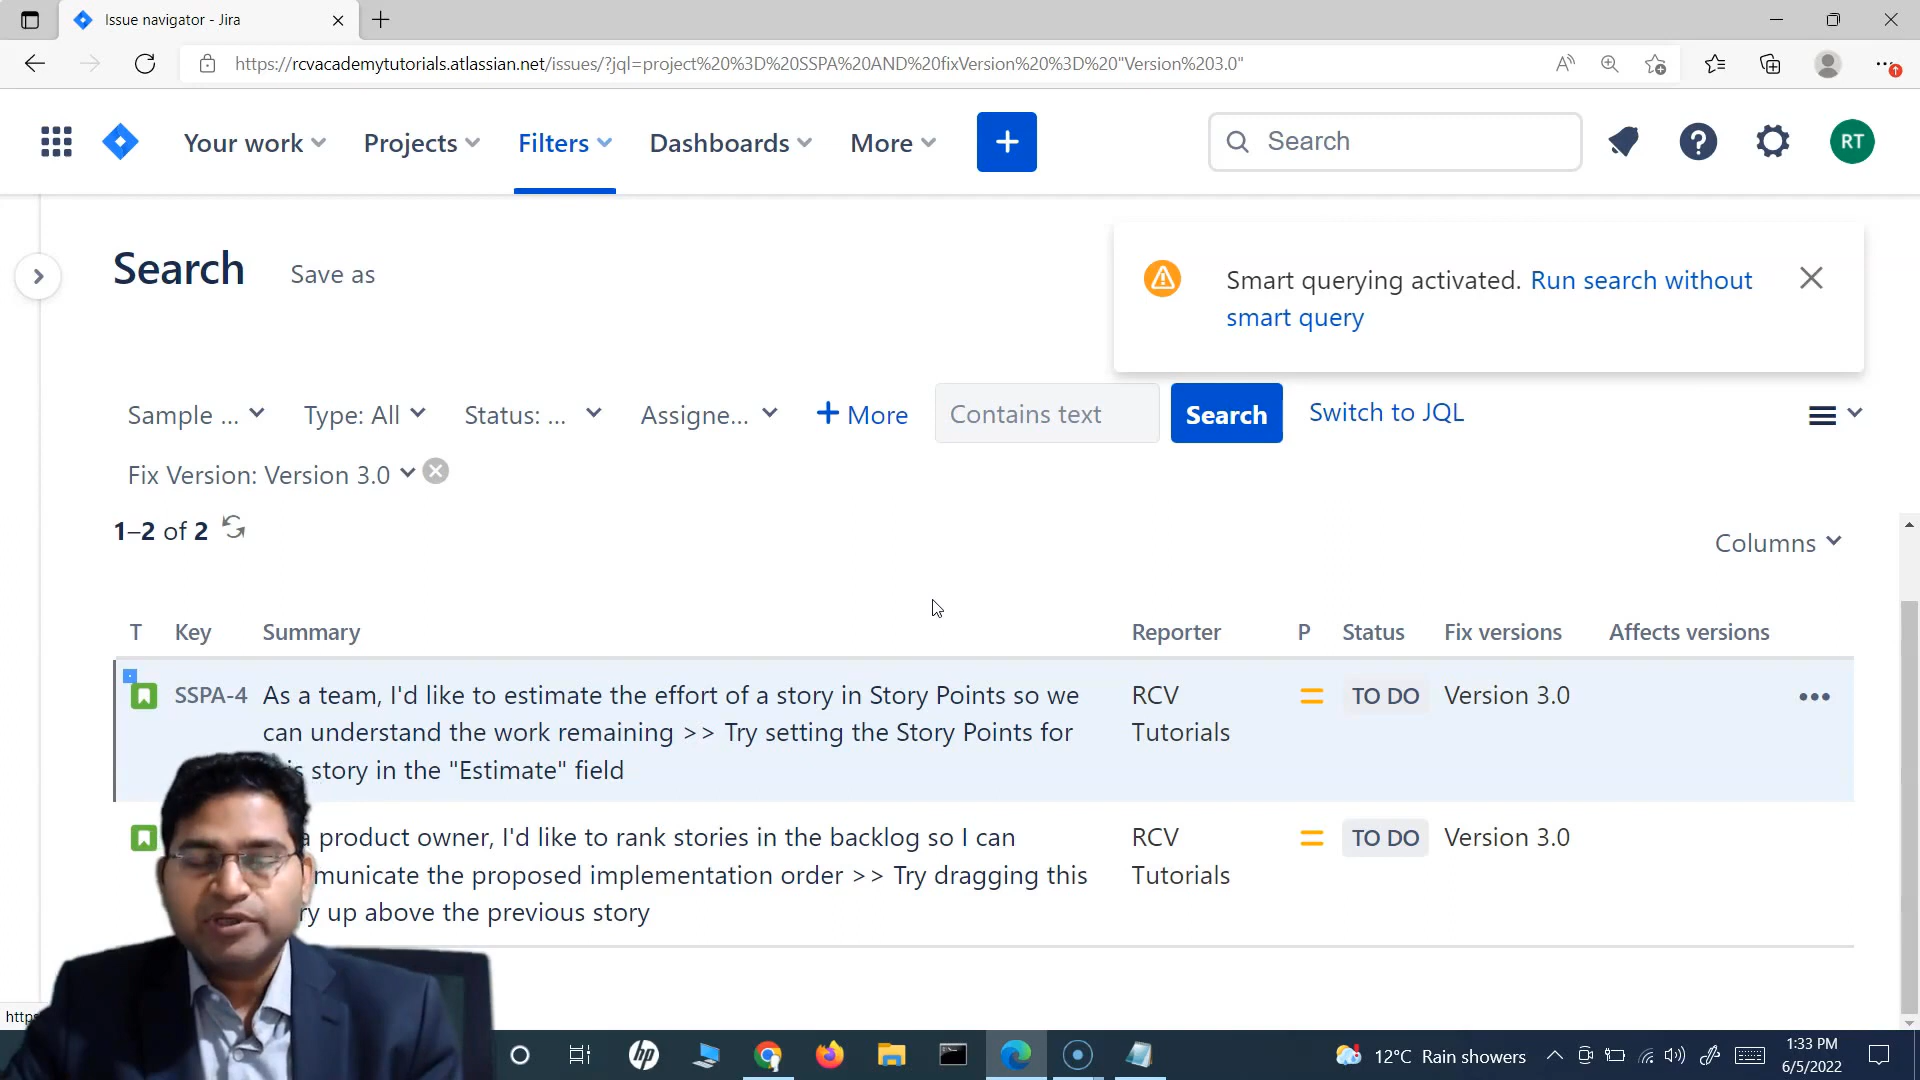 Issue navigator - Jira
https://rcvacademytutorials.atlassian.net/issues/?jql=project%20%3D%20SSPA%20AND%20fixVersion%20%3D%20"Version%203.0"
Your work Projects Filters Dashboards More + Search ? RT
Search Save as
Smart querying activated. Run search without
smart query
Sample ... Type: All Status: ... Assigne... + More Contains text Search Switch to JQL
Fix Version: Version 3.0
1–2 of 2
Columns
T Key Summary Reporter P Status Fix versions Affects versions
SSPA-4 As a team, I'd like to estimate the effort of a story in Story Points so we RCV TO DO Version 3.0
can understand the work remaining >> Try setting the Story Points for Tutorials
story in the "Estimate" field
product owner, I'd like to rank stories in the backlog so I can RCV TO DO Version 3.0
municate the proposed implementation order >> Try dragging this Tutorials
ry up above the previous story
https
hp
12°C Rain showers
1:33 PM
6/5/2022